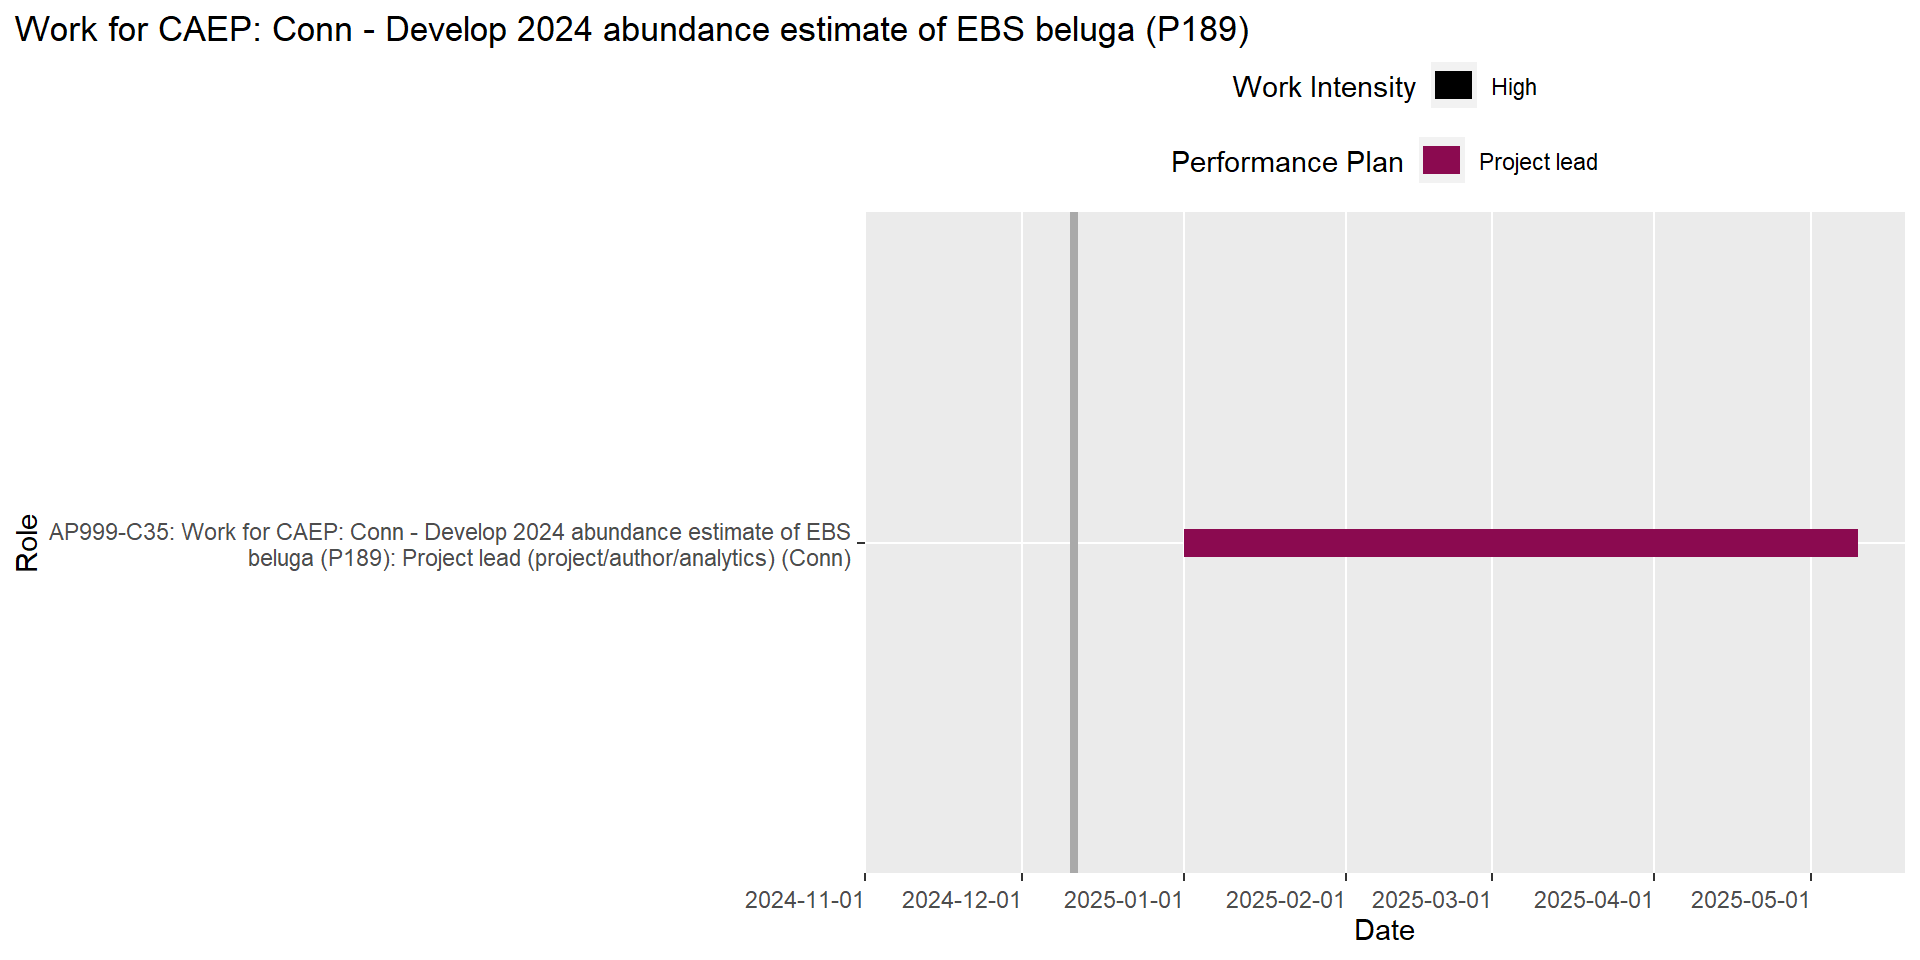 Work for CAEP: Conn - Develop 2024 abundance estimate of EBS beluga (P189)
Work Intensity High
Performance Plan Project lead
Role
AP999-C35: Work for CAEP: Conn - Develop 2024 abundance estimate of EBS
beluga (P189): Project lead (project/author/analytics) (Conn)
2024-11-01 2024-12-01 2025-01-01 2025-02-01 2025-03-01 2025-04-01 2025-05-01
Date